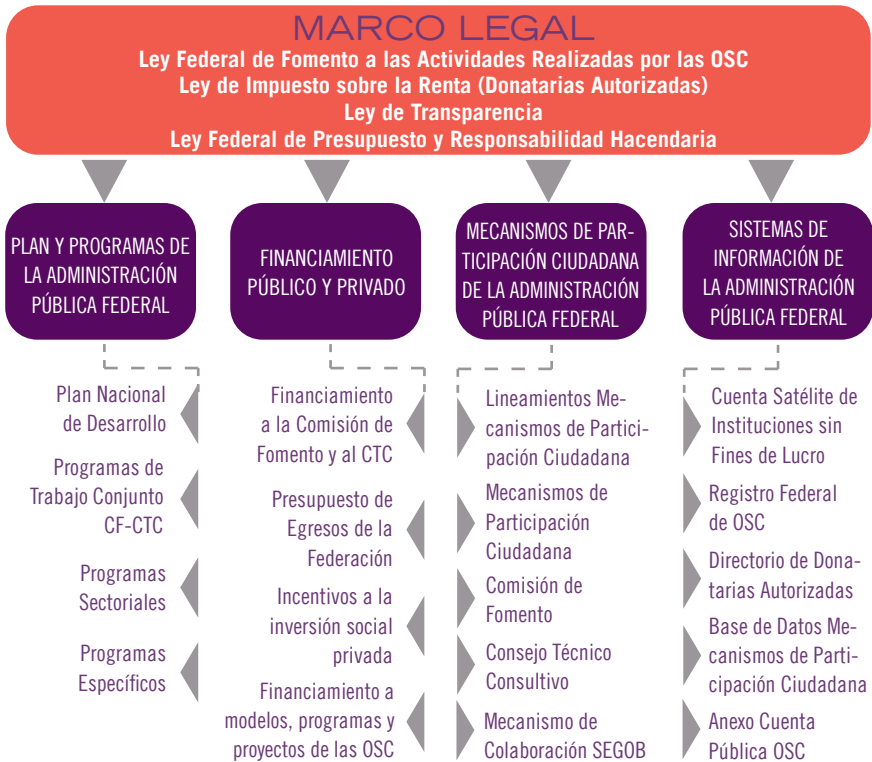 MARCO LEGAL
Ley Federal de Fomento a las Actividades Realizadas por las OSC
Ley de Impuesto sobre la Renta (Donatarias Autorizadas)
Ley de Transparencia
Ley Federal de Presupuesto y Responsabilidad Hacendaria
PLAN Y PROGRAMAS DE
LA ADMINISTRACIÓN
PÚBLICA FEDERAL
Plan Nacional
de Desarrollo
Programas de
Trabajo Conjunto
CF-CTC
Programas
Sectoriales
Programas
Específicos
FINANCIAMIENTO
PÚBLICO Y PRIVADO
Financiamiento
a la Comisión de
Fomento y al CTC
Presupuesto de
Egresos de la
Federación
Incentivos a la
inversión social
privada
Financiamiento a
modelos, programas y
proyectos de las OSC
MECANISMOS DE PAR-
TICIPACIÓN CIUDADANA
DE LA ADMINISTRACIÓN
PÚBLICA FEDERAL
Lineamientos Me-
canismos de Partici-
pación Ciudadana
Mecanismos de
Participación
Ciudadana
Comisión de
Fomento
Consejo Técnico
Consultivo
Mecanismo de
Colaboración SEGOB
SISTEMAS DE
INFORMACIÓN DE
LA ADMINISTRACIÓN
PÚBLICA FEDERAL
Cuenta Satélite de
Instituciones sin
Fines de Lucro
Registro Federal
de OSC
Directorio de Dona-
tarias Autorizadas
Base de Datos Me-
canismos de Parti-
cipación Ciudadana
Anexo Cuenta
Pública OSC